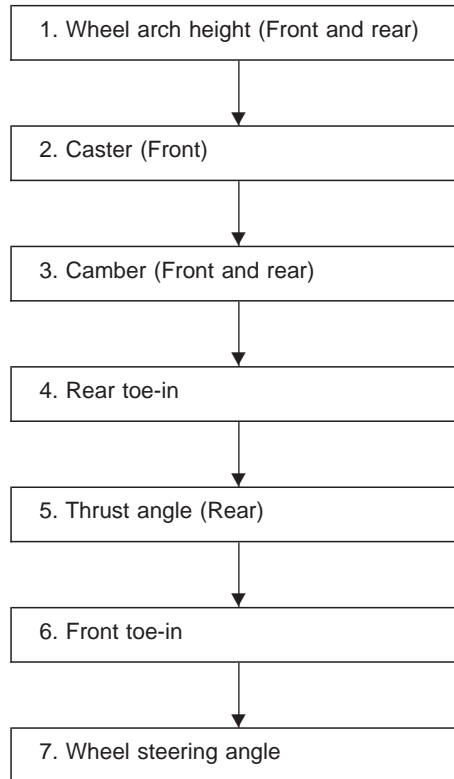 1. Wheel arch height (Front and rear)
2. Caster (Front)
3. Camber (Front and rear)
4. Rear toe-in
5. Thrust angle (Rear)
6. Front toe-in
7. Wheel steering angle